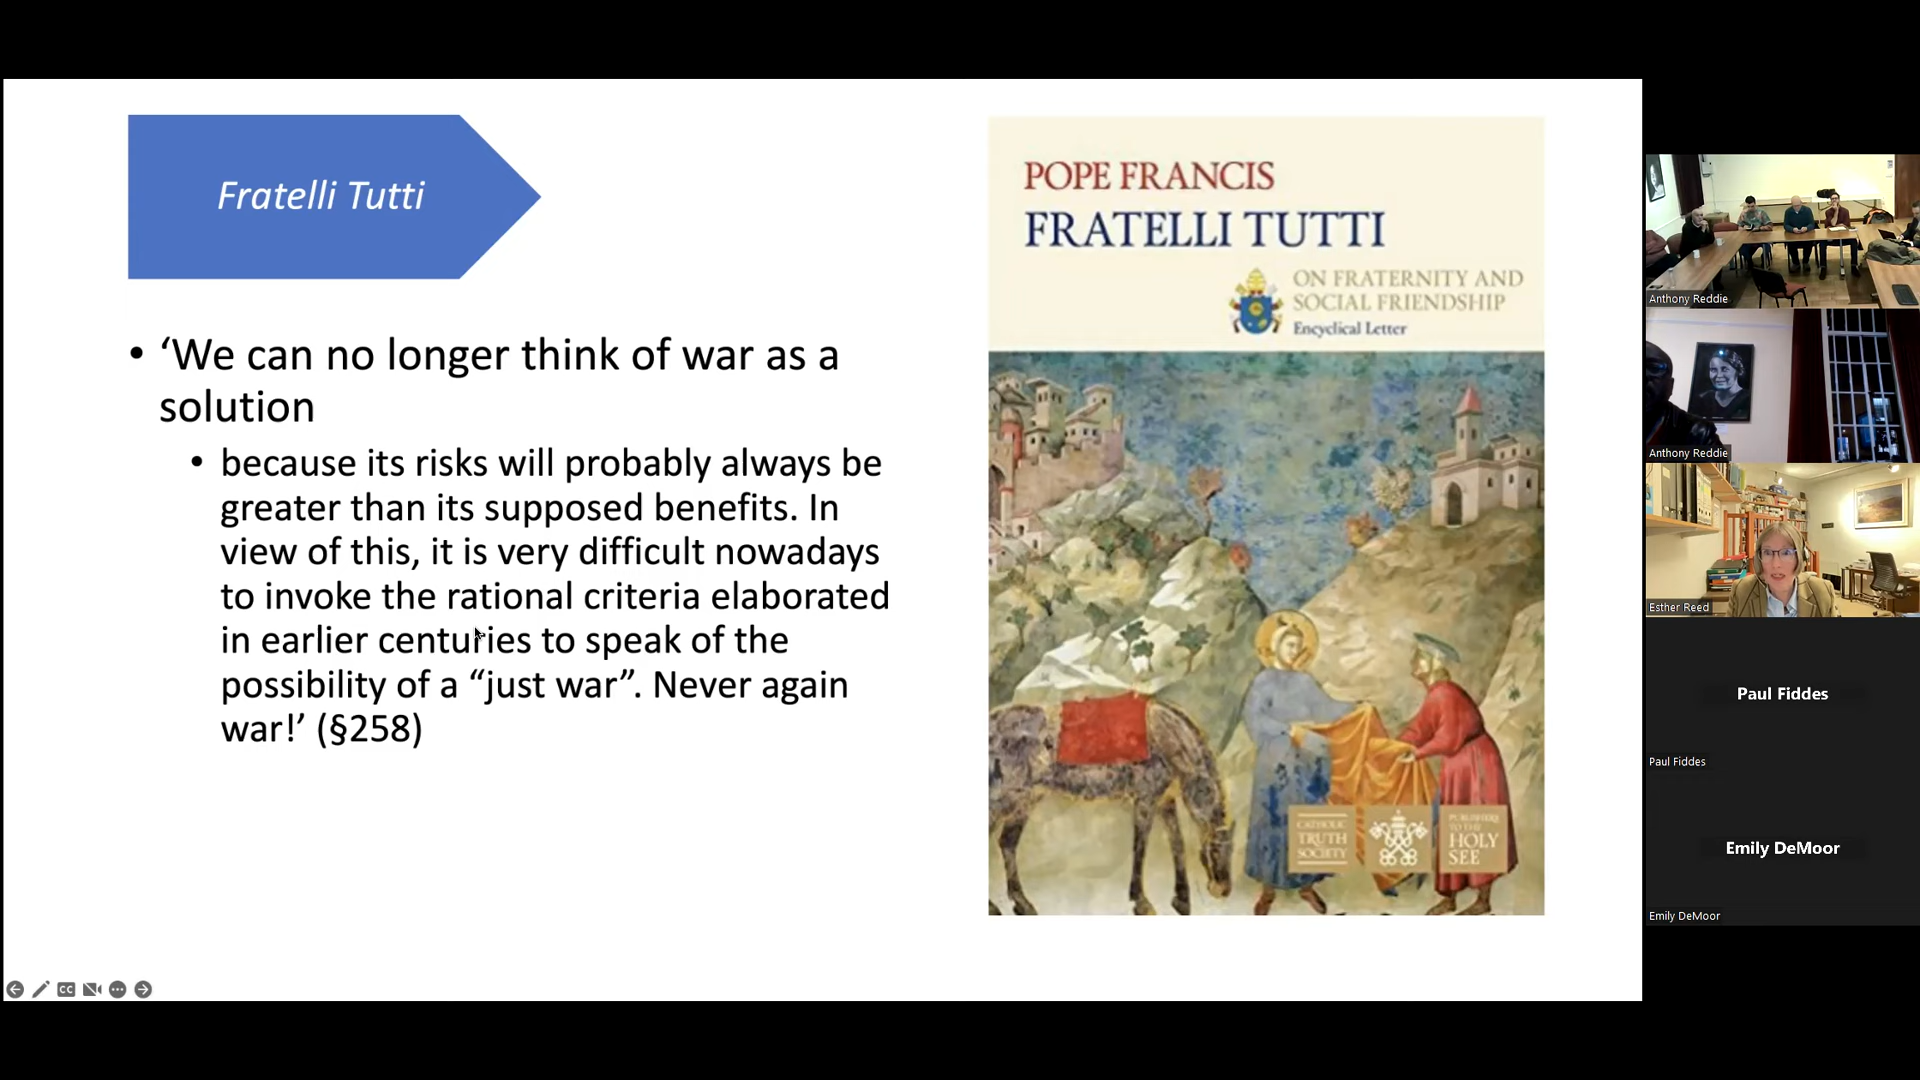 Fratelli Tutti
• ‘We can no longer think of war as a
solution
• because its risks will probably always be
greater than its supposed benefits. In
view of this, it is very difficult nowadays
to invoke the rational criteria elaborated
in earlier centuries to speak of the
possibility of a “just war”. Never again
war!’ (§258)
POPE FRANCIS
FRATELLI TUTTI
ON FRATERNITY AND
SOCIAL FRIENDSHIP
Encyclical Letter
CATHOLIC
TRUTH
SOCIETY
PUBLISHERS
TO THE
HOLY
SEE
CC
Anthony Reddie
Anthony Reddie
Esther Reed
Paul Fiddes
Paul Fiddes
Emily DeMoor
Emily DeMoor